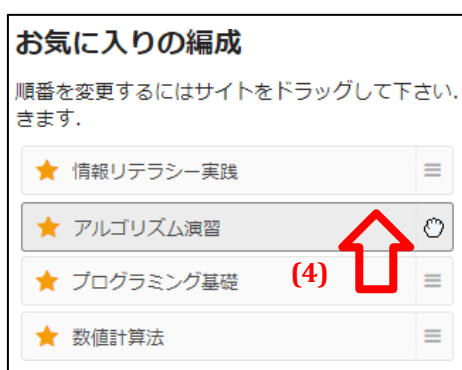 お気に入りの編成
順番を変更するにはサイトをドラッグして下さい．
きます．
情報リテラシー実践
アルゴリズム演習
プログラミング基礎
(4)
数値計算法